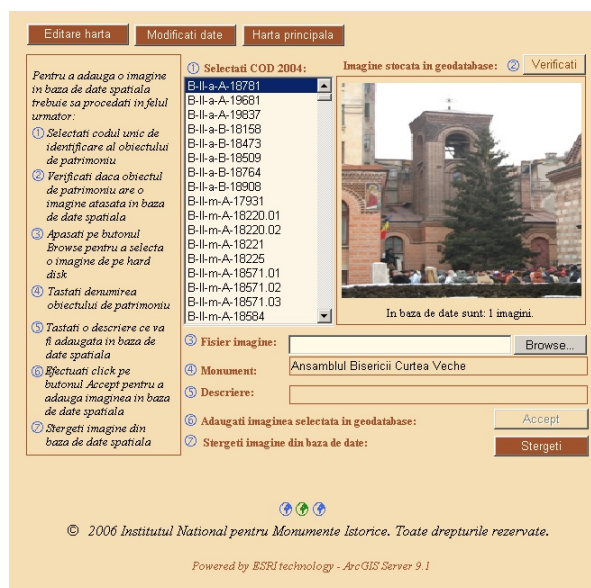 Editare harta
Modificati date
Harta principala
Pentru a adauga o imagine
in baza de date spatiala
trebuie sa procedati in felul
urmator:
① Selectati codul unic de
identificare al obiectului
de patrimoniu
② Verificati daca obiectul
de patrimoniu are o
imagine atasata in baza
de date spatiala
③ Apasati pe butonul
Browse pentru a selecta
o imagine de pe hard
disk
④ Tastati denumirea
obiectului de patrimoniu
⑤ Tastati o descriere ce va
fi adaugata in baza de
date spatiala
⑥ Efectuati click pe
butonul Accept pentru a
adauga imaginea in baza
de date spatiala
⑦ Stergeti imagine din
baza de date spatiala
① Selectati COD 2004:
B-II-a-A-18781
B-II-a-A-19681
B-II-a-A-19837
B-II-a-B-18158
B-II-a-B-18473
B-II-a-B-18509
B-II-a-B-18764
B-II-a-B-18908
B-II-m-A-17931
B-II-m-A-18220.01
B-II-m-A-18220.02
B-II-m-A-18221
B-II-m-A-18225
B-II-m-A-18571.01
B-II-m-A-18571.02
B-II-m-A-18571.03
B-II-m-A-18584
Imagine stocata in geodatabase: ② Verificati
In baza de date sunt: 1 imagini.
③ Fisier imagine: Browse...
④ Monument: Ansamblul Bisericii Curtea Veche
⑤ Descriere:
⑥ Adaugati imaginea selectata in geodatabase: Accept
⑦ Stergeti imagine din baza de date: Stergeti
© 2006 Institutul National pentru Monumente Istorice. Toate drepturile rezervate.
Powered by ESRI technology - ArcGIS Server 9.1